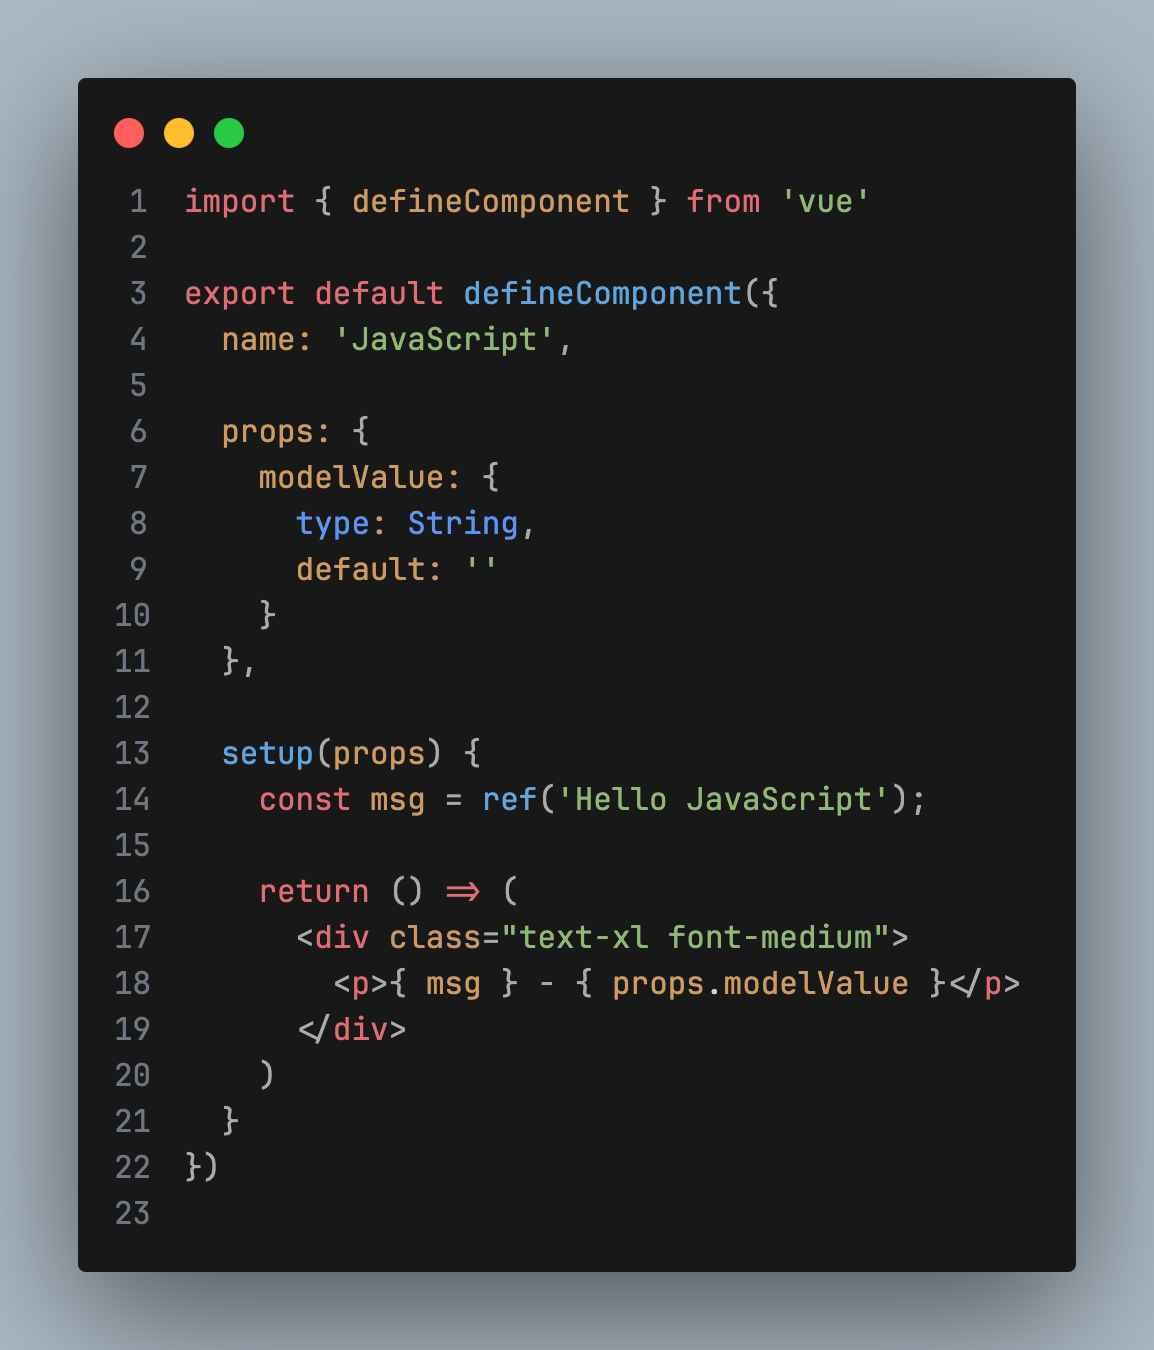 1 import { defineComponent } from 'vue'
2
3 export default defineComponent({
4   name: 'JavaScript',
5
6   props: {
7     modelValue: {
8       type: String,
9       default: ''
10     }
11   },
12
13   setup(props) {
14     const msg = ref('Hello JavaScript');
15
16     return () => (
17       <div class="text-xl font-medium">
18         <p>{ msg } - { props.modelValue }</p>
19       </div>
20     )
21   }
22 })
23